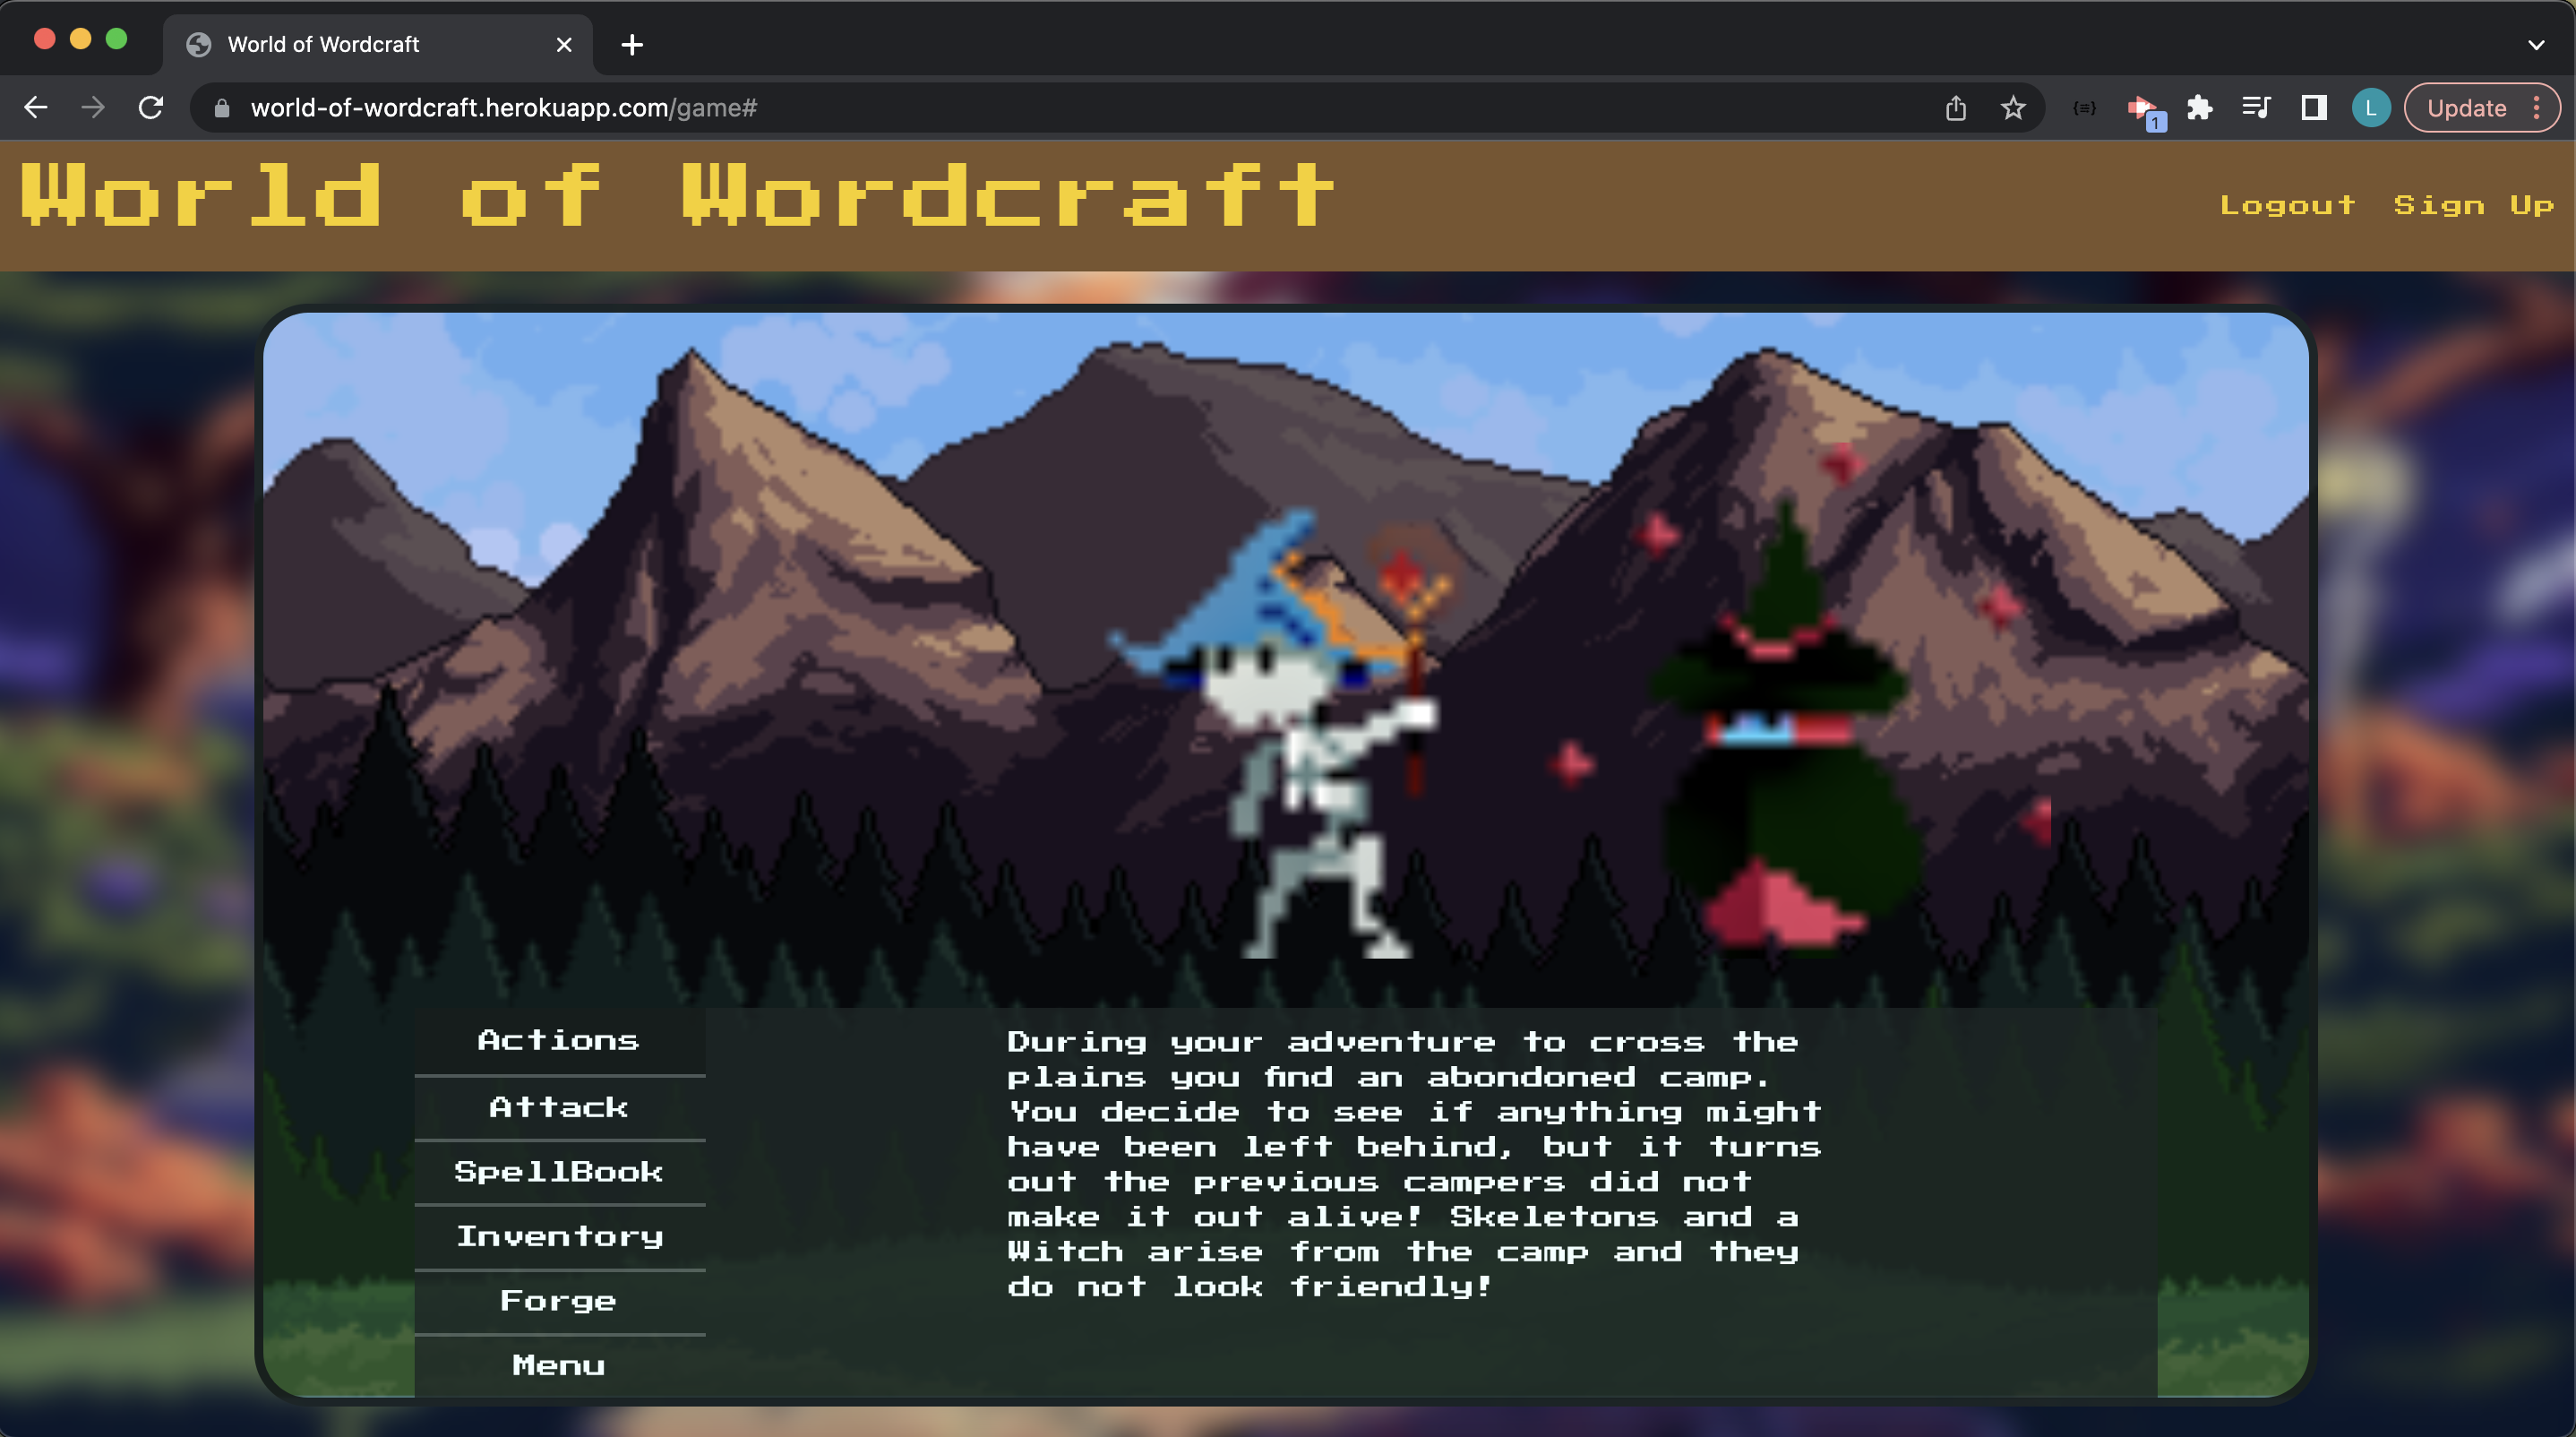 World of Wordcraft
world-of-wordcraft.herokuapp.com/game#
1
L
Update
World of Wordcraft
Logout Sign Up
Actions
Attack
SpellBook
Inventory
Forge
Menu
During your adventure to cross the
plains you find an abondoned camp.
You decide to see if anything might
have been left behind, but it turns
out the previous campers did not
make it out alive! Skeletons and a
Witch arise from the camp and they
do not look friendly!